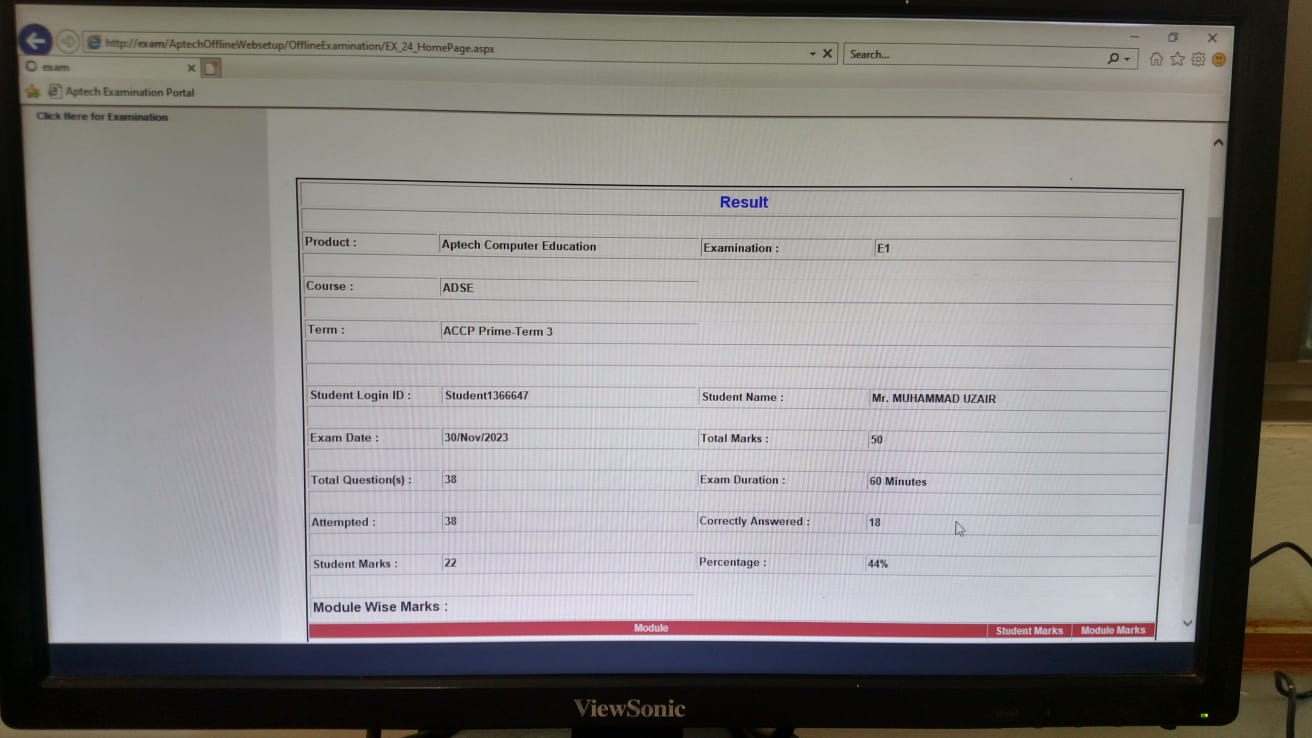 http://exam/AptechOfflineWebsetup/OfflineExamination/EX_24_HomePage.aspx
Search...
exam
Aptech Examination Portal
Click Here for Examination
Result
Product : Aptech Computer Education Examination : E1
Course : ADSE
Term : ACCP Prime-Term 3
Student Login ID : Student1366647 Student Name : Mr. MUHAMMAD UZAIR
Exam Date : 30/Nov/2023 Total Marks : 50
Total Question(s) : 38 Exam Duration : 60 Minutes
Attempted : 38 Correctly Answered : 18
Student Marks : 22 Percentage : 44%
Module Wise Marks :
Module Student Marks Module Marks
ViewSonic